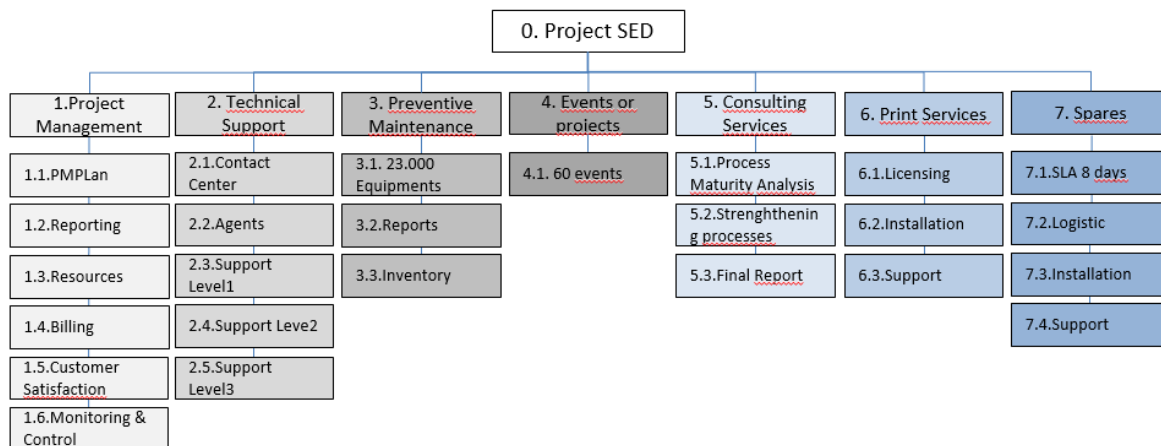 0. Project SED
1.Project
Management
1.1.PMPLan
1.2.Reporting
1.3.Resources
1.4.Billing
1.5.Customer
Satisfaction
1.6.Monitoring &
Control
2. Technical
Support
2.1.Contact
Center
2.2.Agents
2.3.Support
Level1
2.4.Support Leve2
2.5.Support
Level3
3. Preventive
Maintenance
3.1. 23.000
Equipments
3.2.Reports
3.3.Inventory
4. Events or
projects
4.1. 60 events
5. Consulting
Services
5.1.Process
Maturity Analysis
5.2.Strenghthenin
g processes
5.3.Final Report
6. Print Services
6.1.Licensing
6.2.Installation
6.3.Support
7. Spares
7.1.SLA 8 days
7.2.Logistic
7.3.Installation
7.4.Support